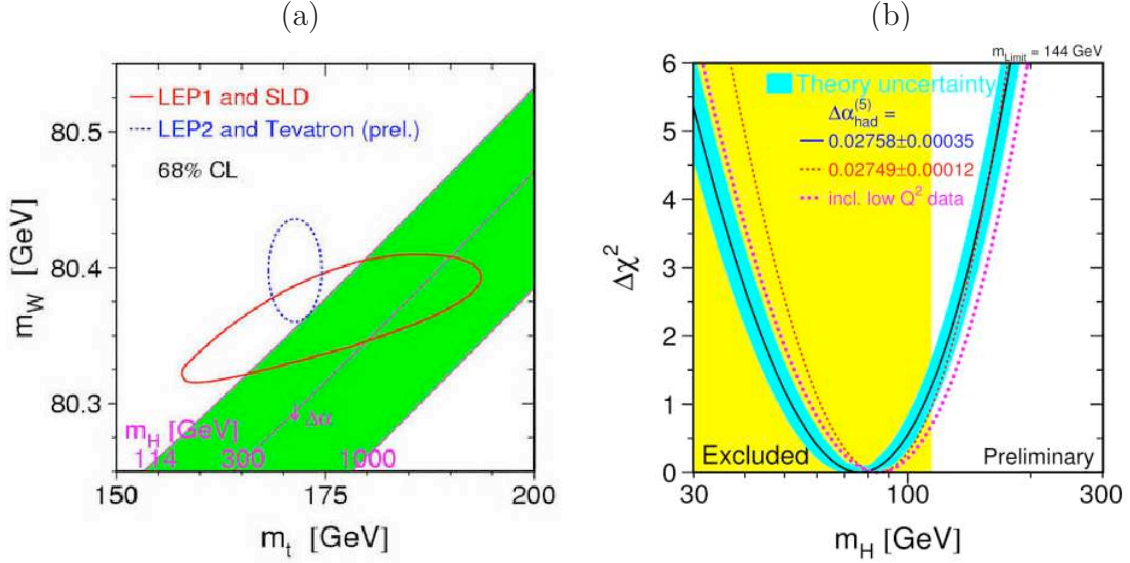 (a)
m_W [GeV]
80.5
80.4
80.3
LEP1 and SLD
LEP2 and Tevatron (prel.)
68% CL
Δα
m_H [GeV]
114 300 1000
150 175 200
m_t [GeV]
(b)
m_Limit = 144 GeV
Δχ²
6
5
4
3
2
1
0
Theory uncertainty
Δα_had^(5) =
0.02758±0.00035
0.02749±0.00012
incl. low Q² data
Excluded
Preliminary
30 100 300
m_H [GeV]